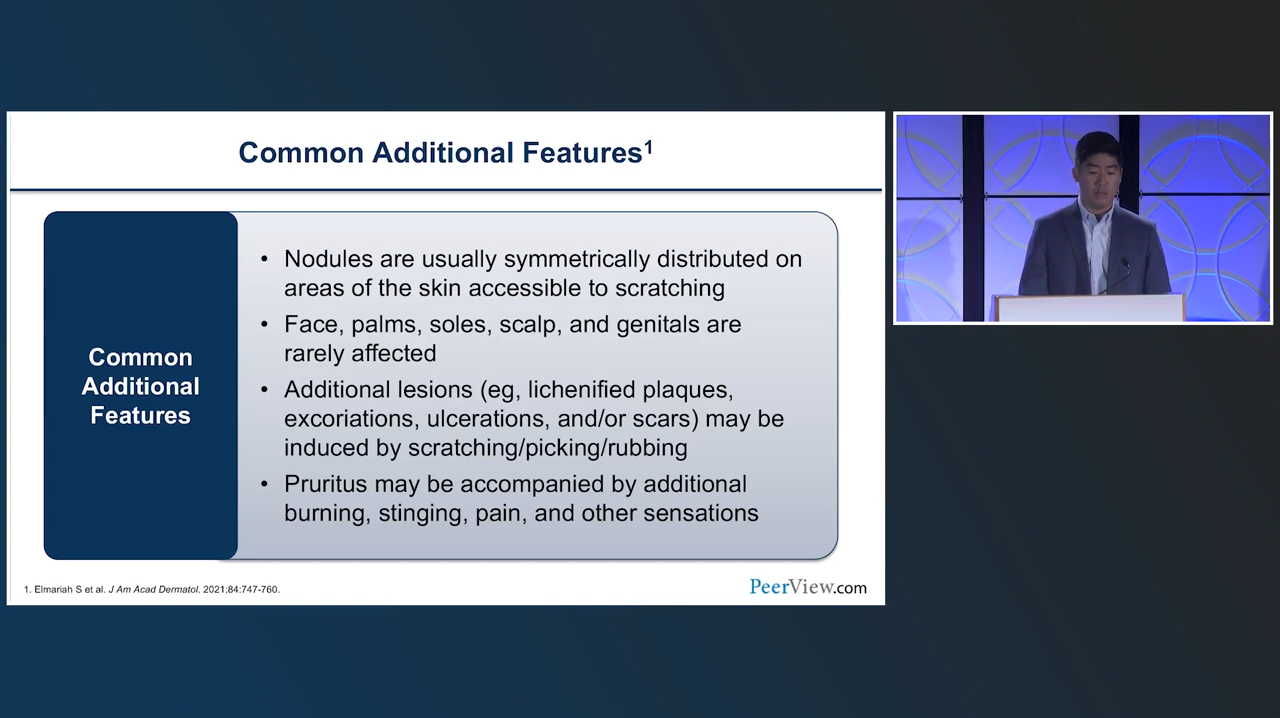 Common Additional Features¹
Common
Additional
Features
• Nodules are usually symmetrically distributed on
areas of the skin accessible to scratching
• Face, palms, soles, scalp, and genitals are
rarely affected
• Additional lesions (eg, lichenified plaques,
excoriations, ulcerations, and/or scars) may be
induced by scratching/picking/rubbing
• Pruritus may be accompanied by additional
burning, stinging, pain, and other sensations
1. Elmariah S et al. J Am Acad Dermatol. 2021;84:747-760.
PeerView.com